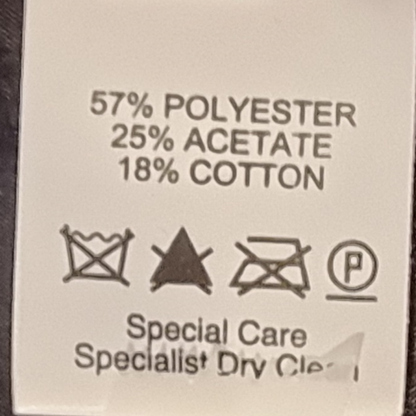 57% POLYESTER
25% ACETATE
18% COTTON
P
Special Care
Specialist Dry